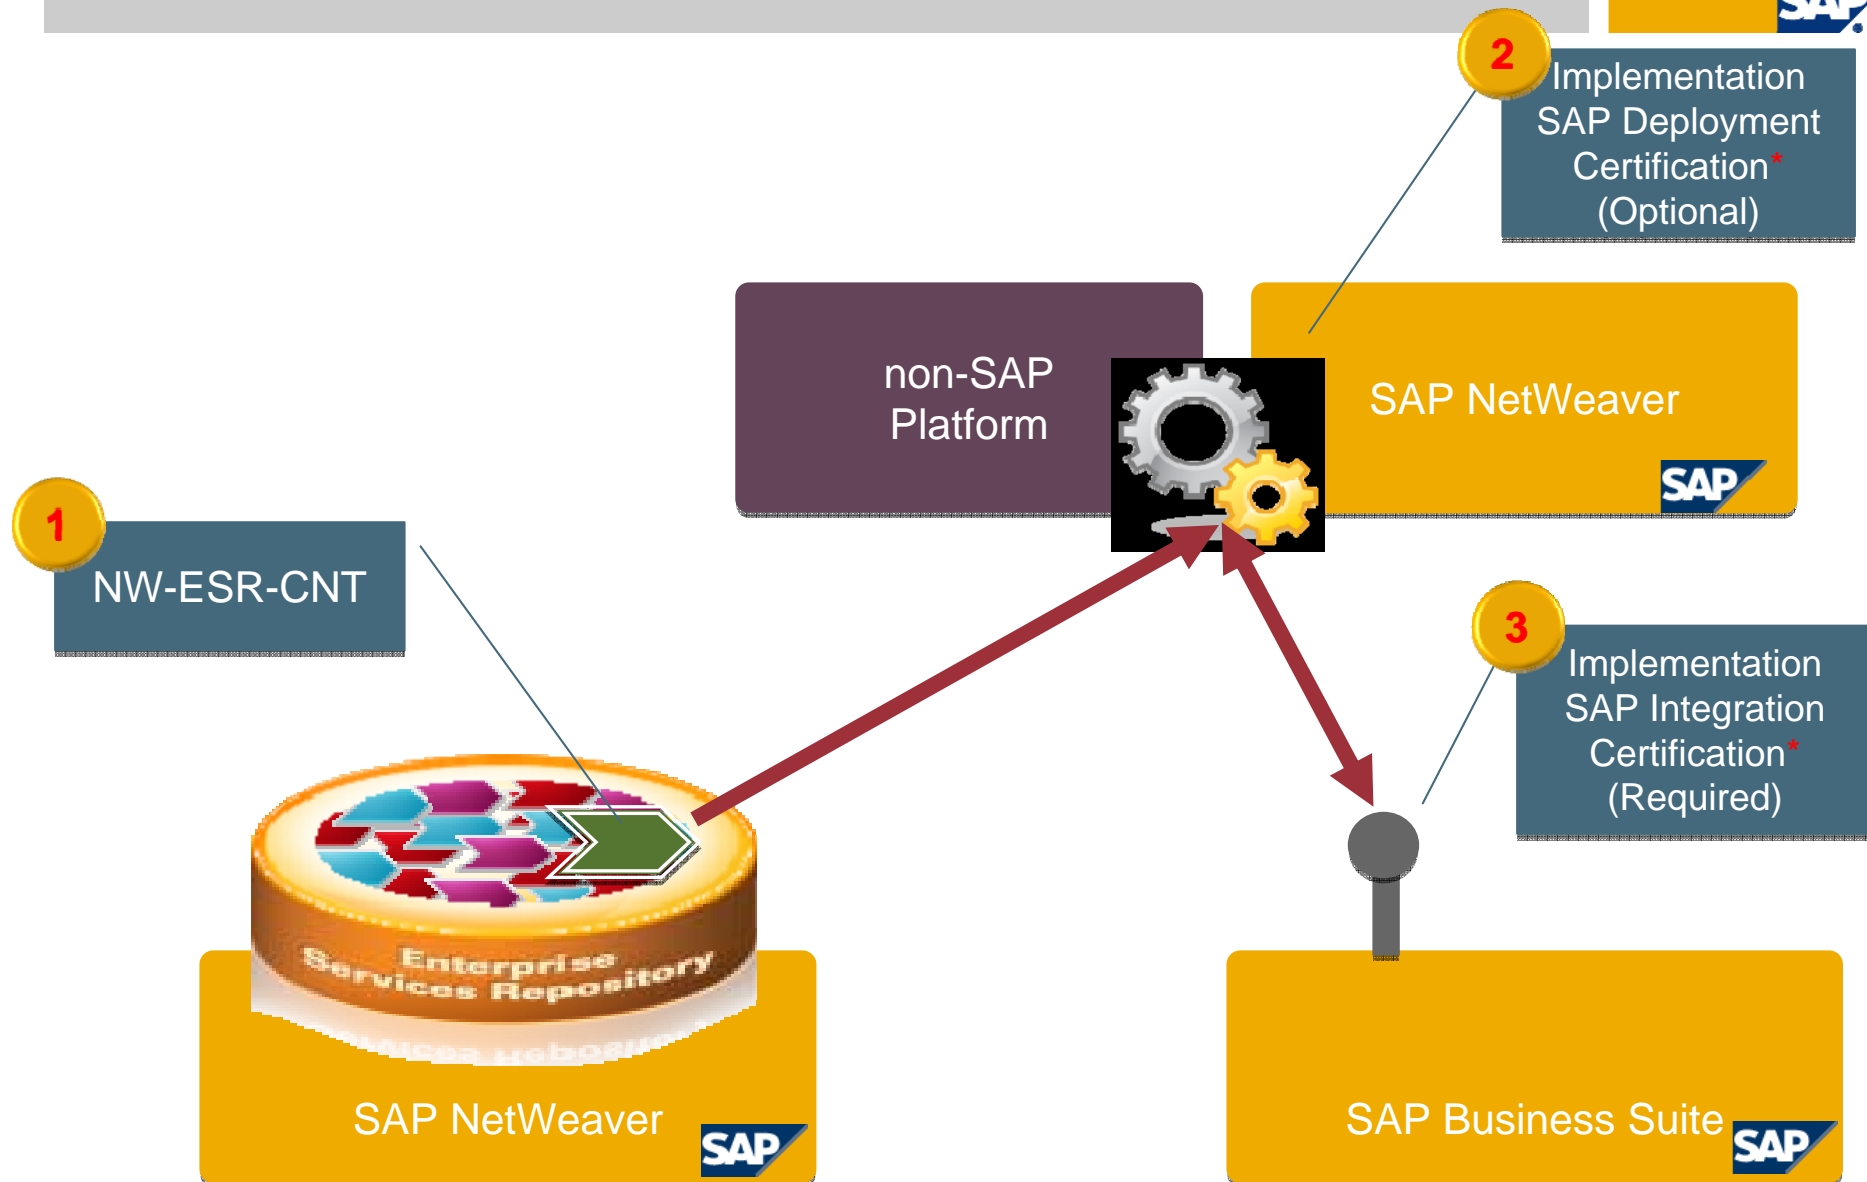 SAP
2
Implementation
SAP Deployment
Certification*
(Optional)
non-SAP
Platform
SAP NetWeaver
SAP
1
NW-ESR-CNT
3
Implementation
SAP Integration
Certification*
(Required)
Enterprise
Services Repository
SAP NetWeaver
SAP
SAP Business Suite
SAP